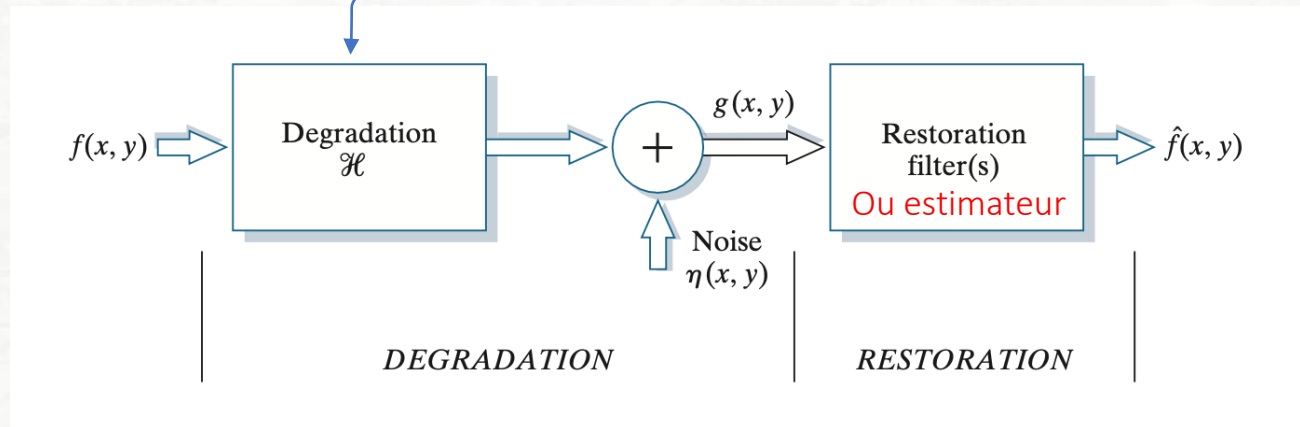 f(x, y)
Degradation
ℋ
+
g(x, y)
Noise
η(x, y)
Restoration
filter(s)
Ou estimateur
f̂(x, y)
DEGRADATION
RESTORATION